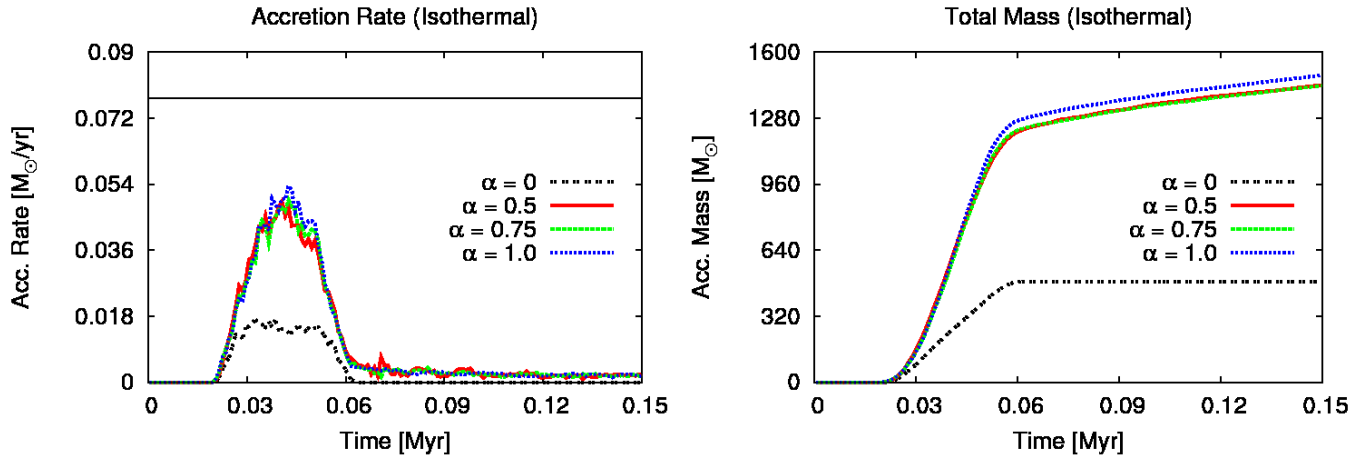 Accretion Rate (Isothermal)
0.09
0.072
0.054
0.036
0.018
0
Acc. Rate [M⊙/yr]
α = 0
α = 0.5
α = 0.75
α = 1.0
0 0.03 0.06 0.09 0.12 0.15
Time [Myr]
Total Mass (Isothermal)
1600
1280
960
640
320
0
Acc. Mass [M⊙]
α = 0
α = 0.5
α = 0.75
α = 1.0
0 0.03 0.06 0.09 0.12 0.15
Time [Myr]